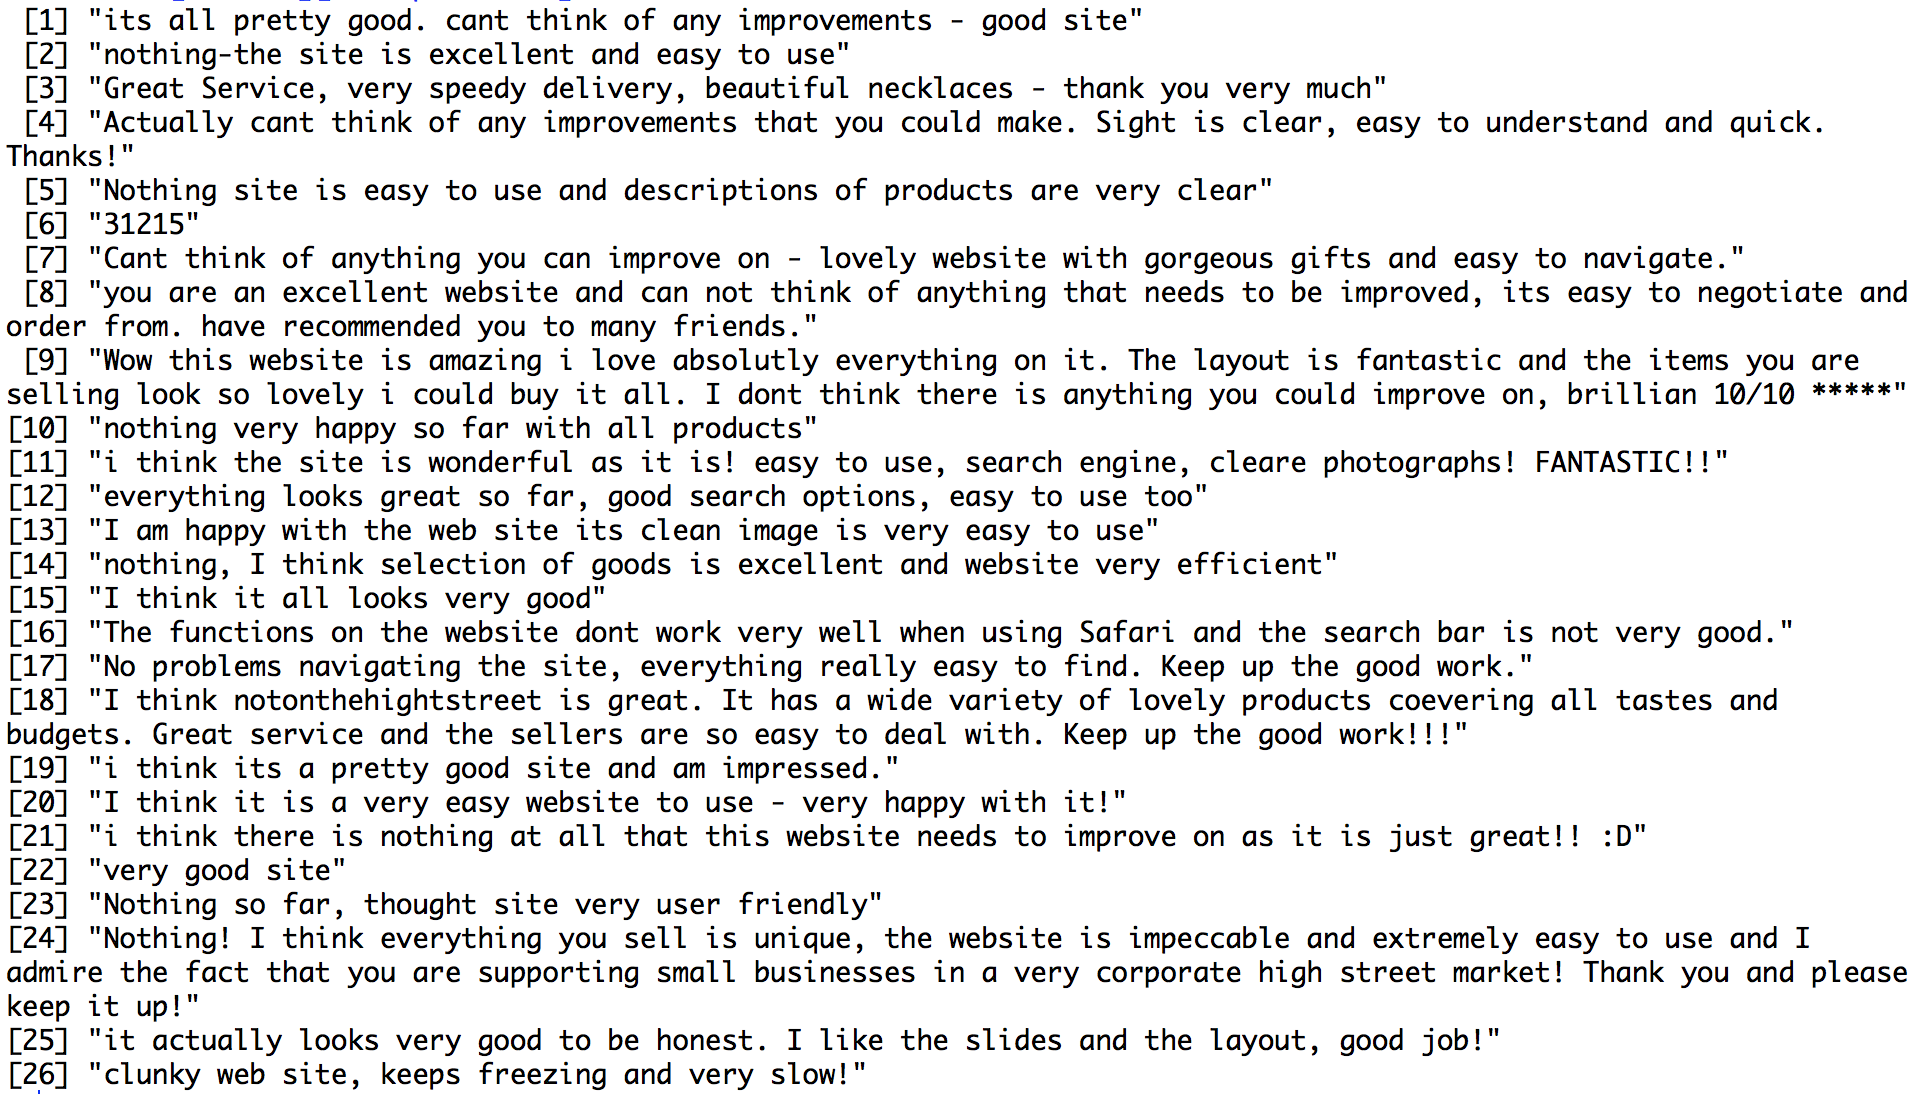 [1] "its all pretty good. cant think of any improvements - good site"
[2] "nothing-the site is excellent and easy to use"
[3] "Great Service, very speedy delivery, beautiful necklaces - thank you very much"
[4] "Actually cant think of any improvements that you could make. Sight is clear, easy to understand and quick.
Thanks!"
[5] "Nothing site is easy to use and descriptions of products are very clear"
[6] "31215"
[7] "Cant think of anything you can improve on - lovely website with gorgeous gifts and easy to navigate."
[8] "you are an excellent website and can not think of anything that needs to be improved, its easy to negotiate and
order from. have recommended you to many friends."
[9] "Wow this website is amazing i love absolutly everything on it. The layout is fantastic and the items you are
selling look so lovely i could buy it all. I dont think there is anything you could improve on, brillian 10/10 *****"
[10] "nothing very happy so far with all products"
[11] "i think the site is wonderful as it is! easy to use, search engine, cleare photographs! FANTASTIC!!"
[12] "everything looks great so far, good search options, easy to use too"
[13] "I am happy with the web site its clean image is very easy to use"
[14] "nothing, I think selection of goods is excellent and website very efficient"
[15] "I think it all looks very good"
[16] "The functions on the website dont work very well when using Safari and the search bar is not very good."
[17] "No problems navigating the site, everything really easy to find. Keep up the good work."
[18] "I think notonthehightstreet is great. It has a wide variety of lovely products coevering all tastes and
budgets. Great service and the sellers are so easy to deal with. Keep up the good work!!!"
[19] "i think its a pretty good site and am impressed."
[20] "I think it is a very easy website to use - very happy with it!"
[21] "i think there is nothing at all that this website needs to improve on as it is just great!! :D"
[22] "very good site"
[23] "Nothing so far, thought site very user friendly"
[24] "Nothing! I think everything you sell is unique, the website is impeccable and extremely easy to use and I
admire the fact that you are supporting small businesses in a very corporate high street market! Thank you and please
keep it up!"
[25] "it actually looks very good to be honest. I like the slides and the layout, good job!"
[26] "clunky web site, keeps freezing and very slow!"